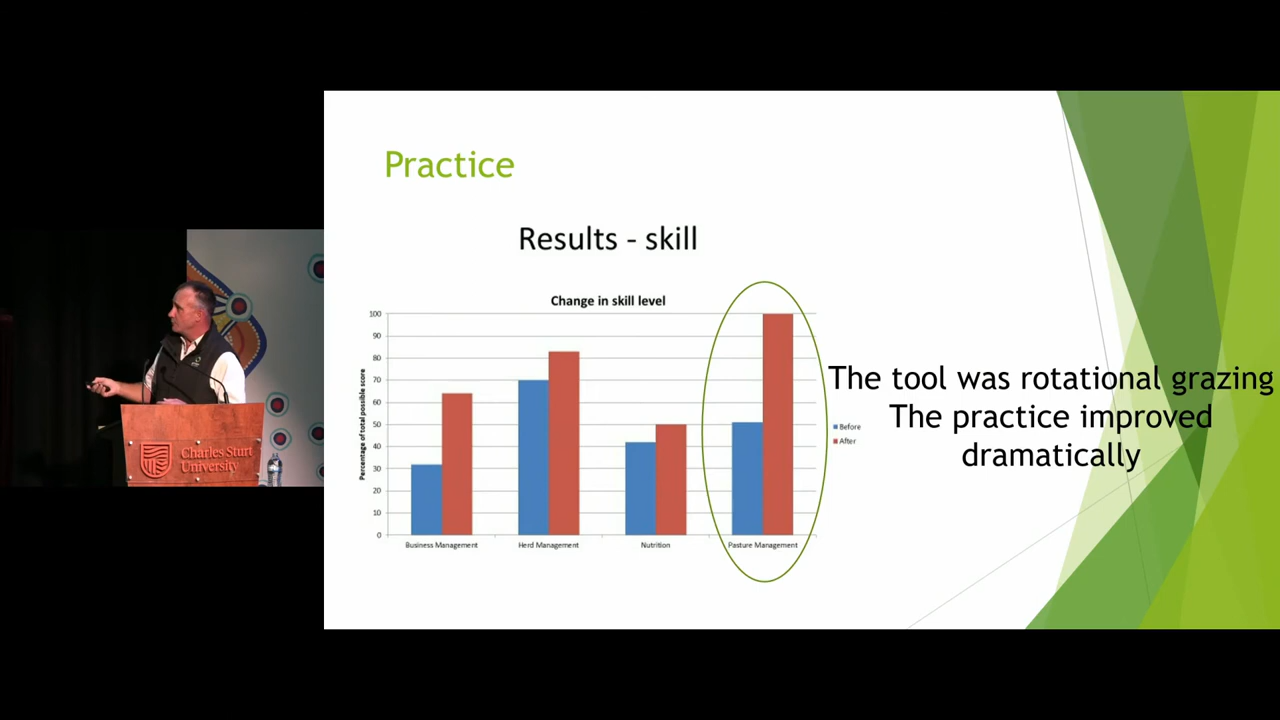 Practice
Results - skill
Change in skill level
Percentage of total possible score
100
90
80
70
60
50
40
30
20
10
0
Business Management
Herd Management
Nutrition
Pasture Management
Before
After
The tool was rotational grazing
The practice improved
dramatically
Charles Sturt
University